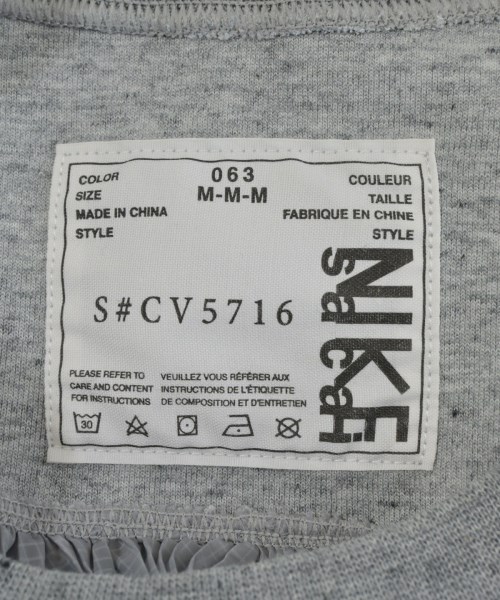 COLOR 063 COULEUR
SIZE M-M-M TAILLE
MADE IN CHINA FABRIQUE EN CHINE
STYLE STYLE
S#CV5716
NIKE
sacai
PLEASE REFER TO
CARE AND CONTENT
FOR INSTRUCTIONS
VEUILLEZ VOUS RÉFÉRER AUX
INSTRUCTIONS DE L'ÉTIQUETTE
DE COMPOSITION ET D'ENTRETIEN
30